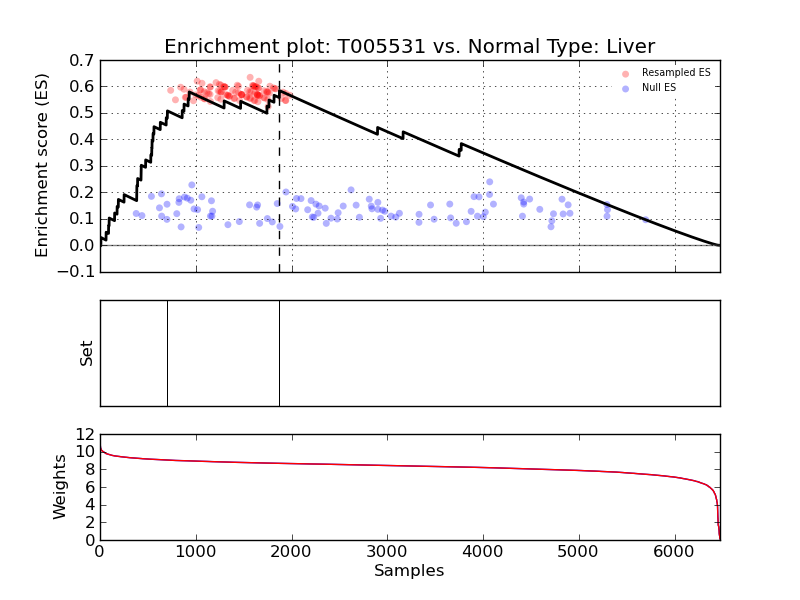 Enrichment plot: T005531 vs. Normal Type: Liver
Enrichment score (ES)
0.7
0.6
0.5
0.4
0.3
0.2
0.1
0.0
−0.1
Resampled ES
Null ES
Set
Weights
12
10
8
6
4
2
0
0 1000 2000 3000 4000 5000 6000
Samples